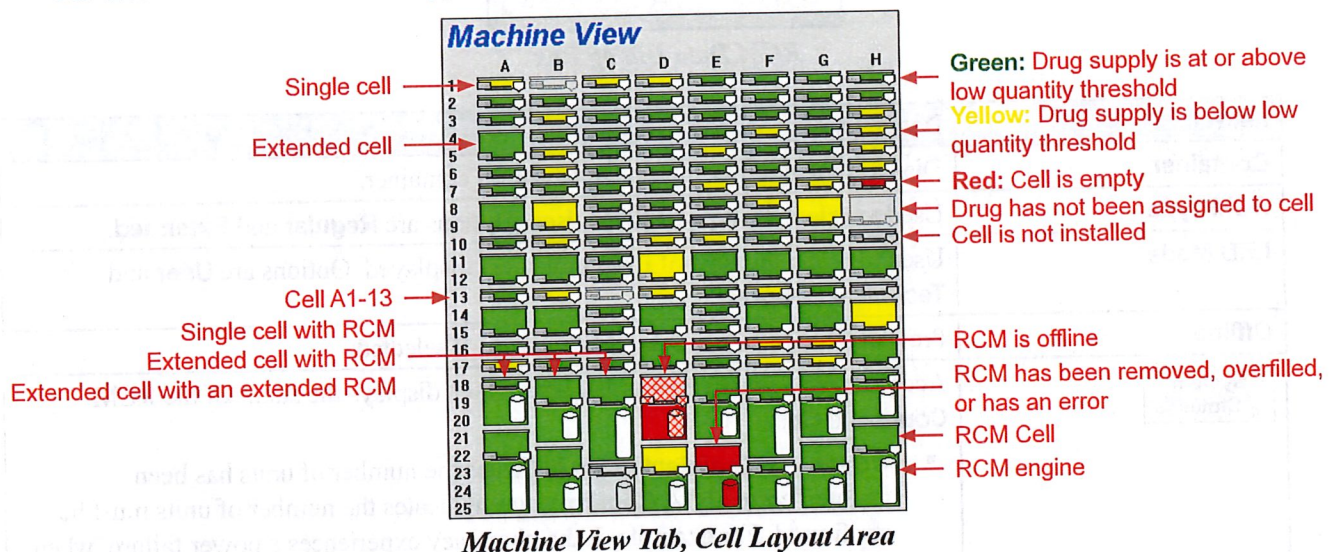 Machine View
A B C D E F G H
1
2
3
4
5
6
7
8
9
10
11
12
13
14
15
16
17
18
19
20
21
22
23
24
25
Single cell
Extended cell
Cell A1-13
Single cell with RCM
Extended cell with RCM
Extended cell with an extended RCM
Green: Drug supply is at or above
low quantity threshold
Yellow: Drug supply is below low
quantity threshold
Red: Cell is empty
Drug has not been assigned to cell
Cell is not installed
RCM is offline
RCM has been removed, overfilled,
or has an error
RCM Cell
RCM engine
Machine View Tab, Cell Layout Area